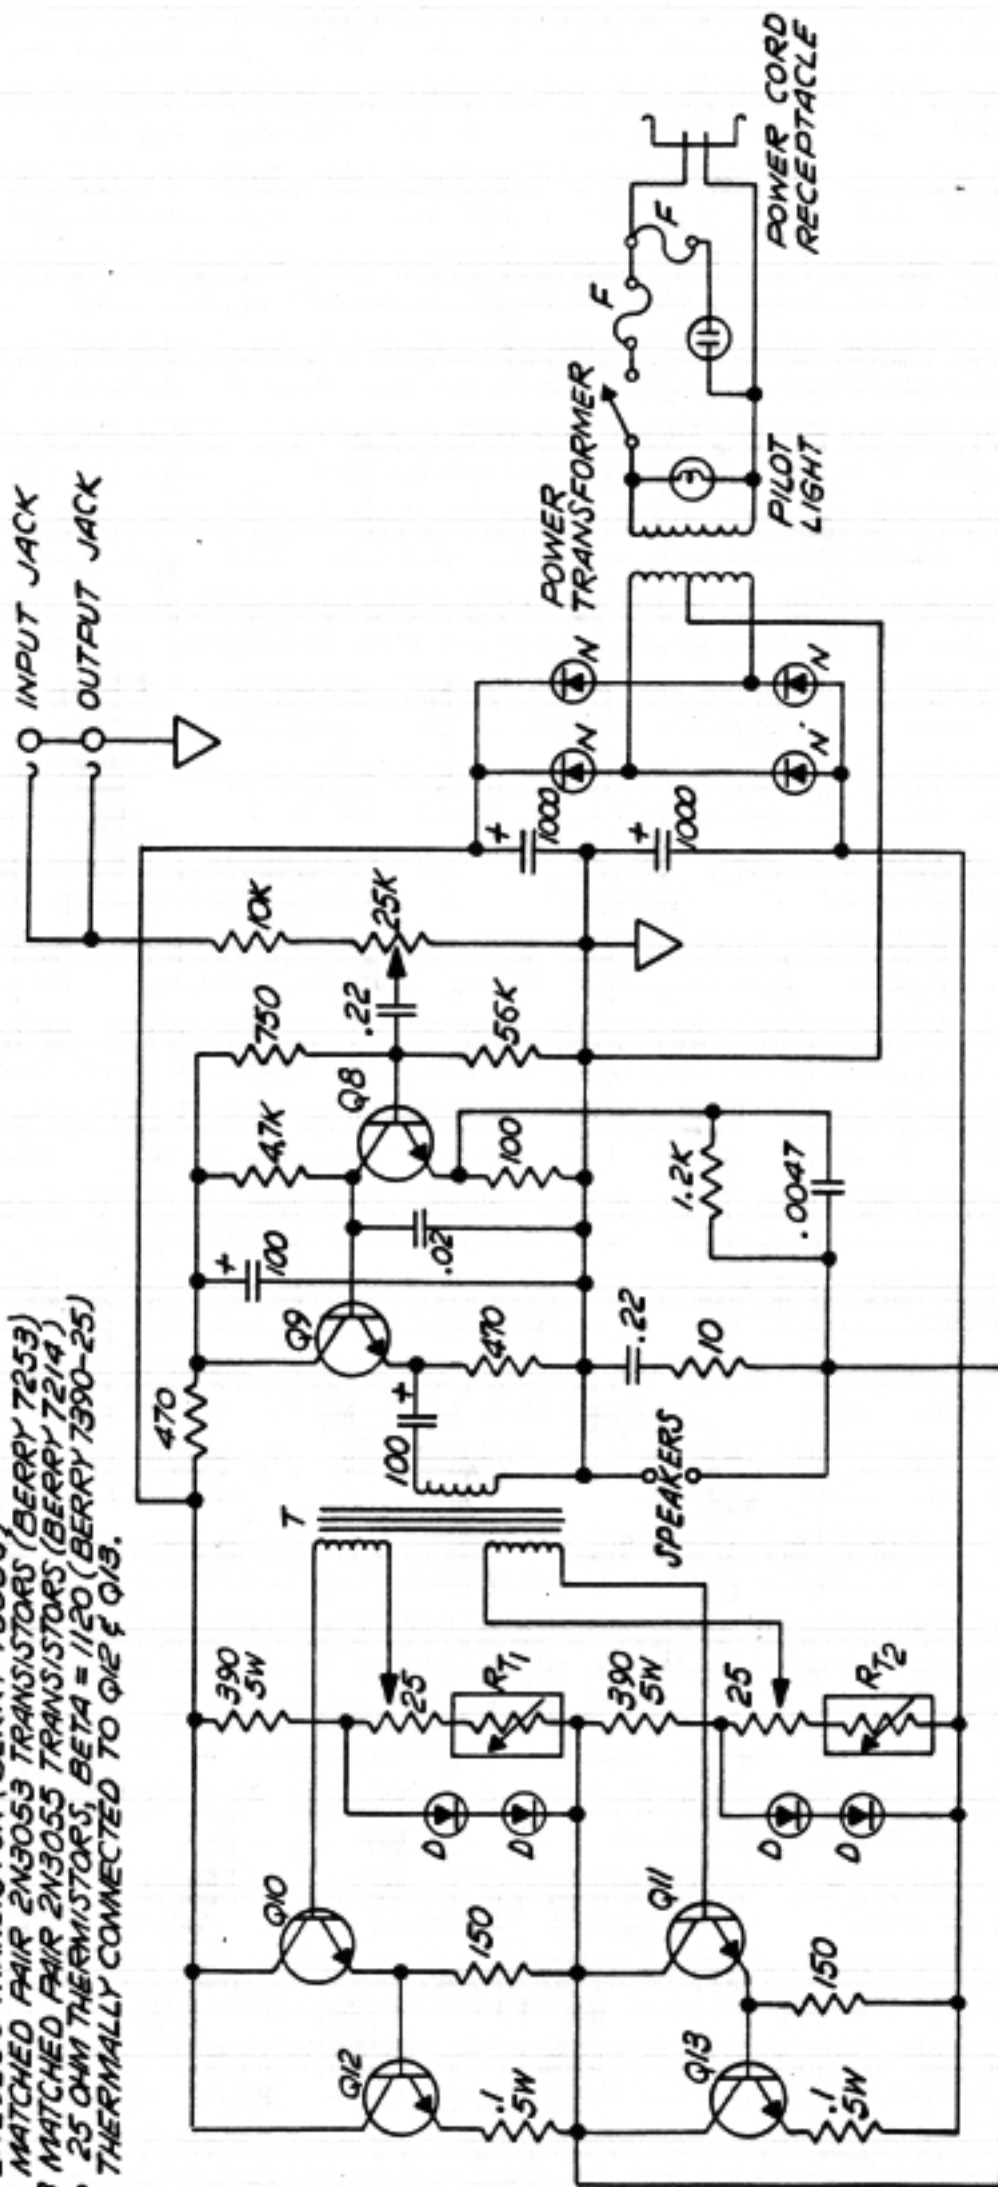 MATCHED PAIR 2N3053 TRANSISTORS (BERRY 7253)
MATCHED PAIR 2N3055 TRANSISTORS (BERRY 7214)
25 OHM THERMISTORS, BETA = 1120 (BERRY 7390-25)
THERMALLY CONNECTED TO Q12 & Q13.
INPUT JACK
OUTPUT JACK
470
Q9
+
100
4.7K
Q8
750
.22
10K
25K
56K
100
.02
470
+
100
T
390
5W
25
RT1
D
D
Q10
150
Q12
.1
5W
SPEAKERS
.22
10
1.2K
.0047
390
5W
25
RT2
D
D
Q11
150
Q13
.1
5W
+
1000
+
1000
N
N
N
N
POWER
TRANSFORMER
F
F
PILOT
LIGHT
POWER CORD
RECEPTACLE